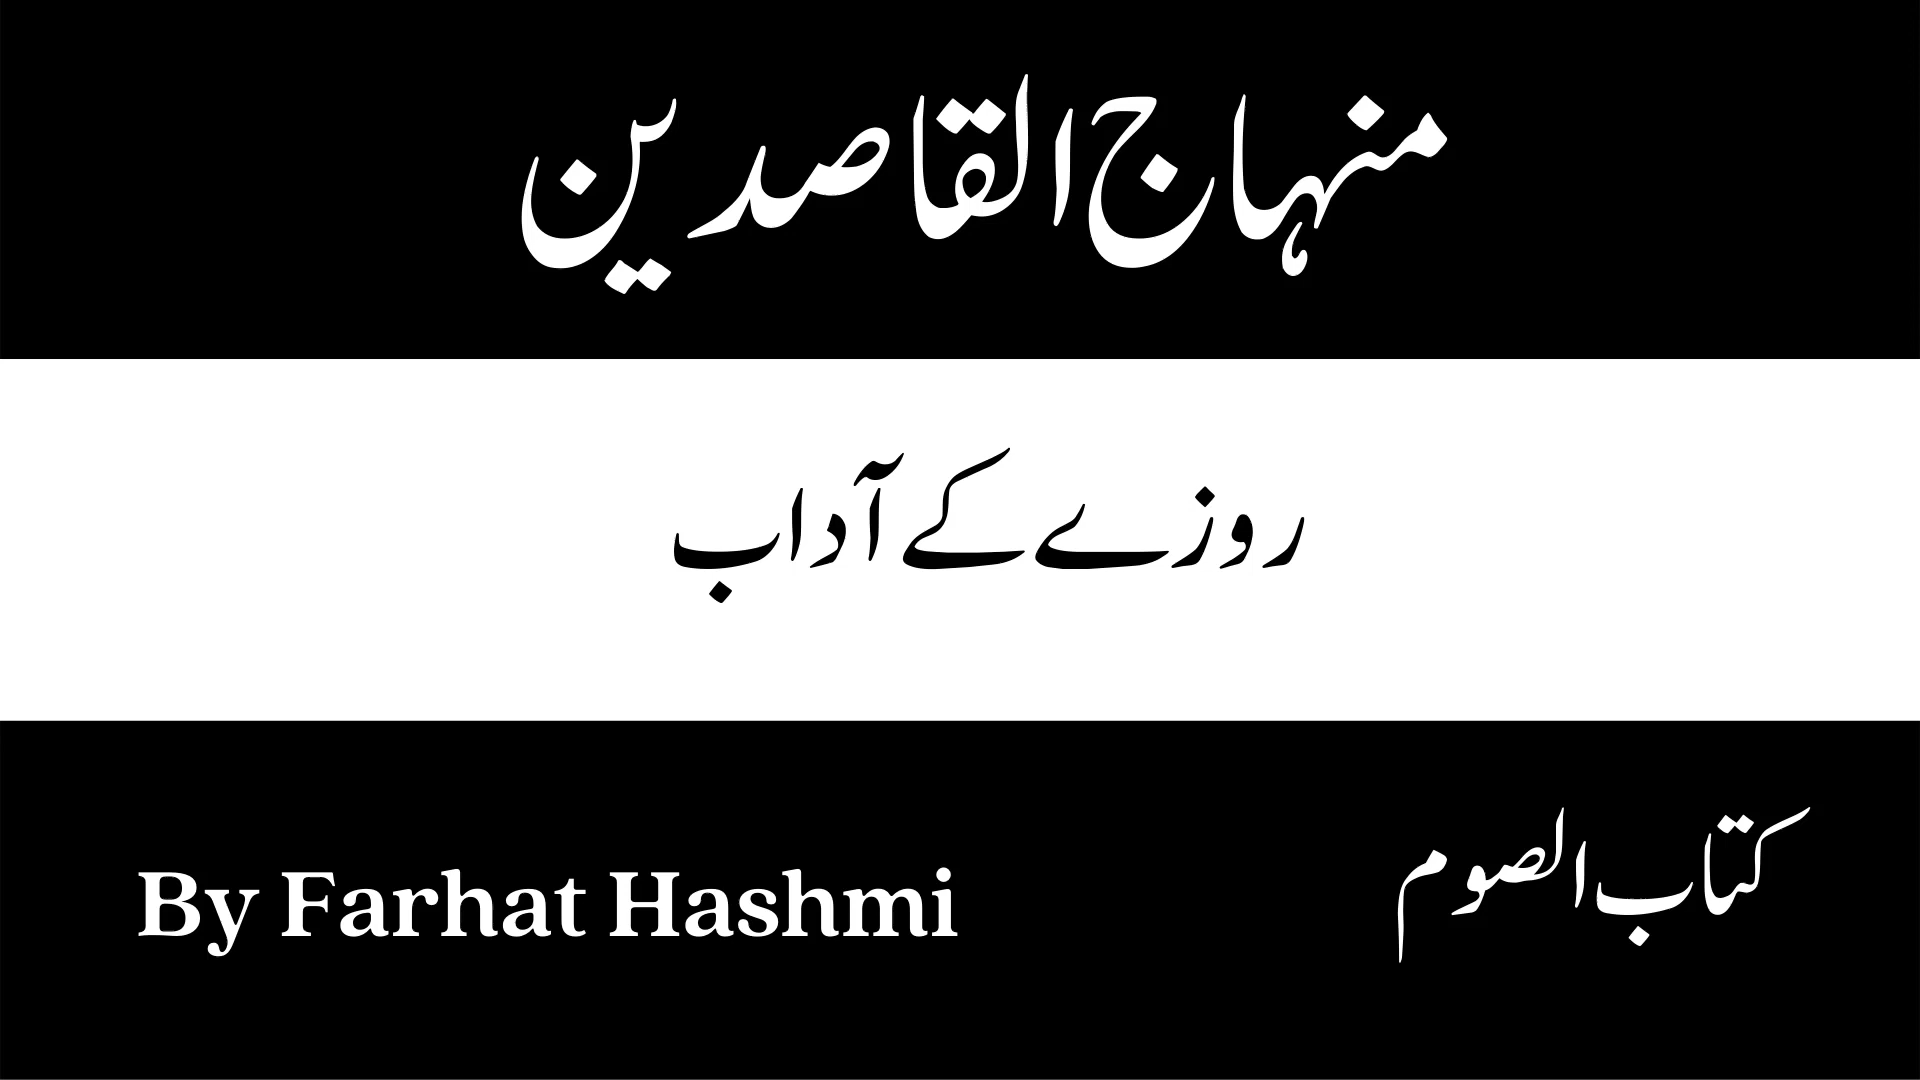 منہاج القاصدین
روزے کے آداب
کتاب الصوم
By Farhat Hashmi